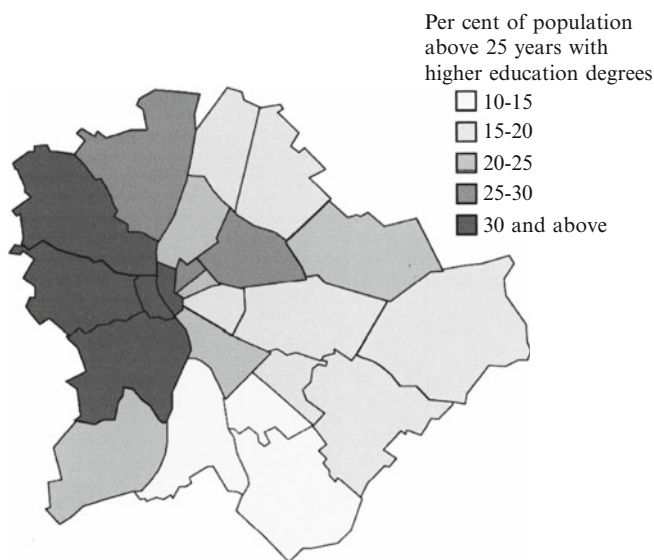 Per cent of population
above 25 years with
higher education degrees
10-15
15-20
20-25
25-30
30 and above